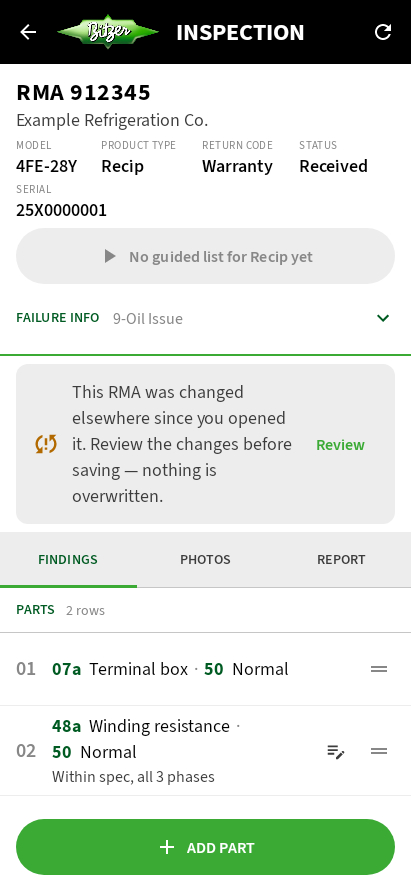 Bitzer INSPECTION
RMA 912345
Example Refrigeration Co.
MODEL PRODUCT TYPE RETURN CODE STATUS
4FE-28Y Recip Warranty Received
SERIAL
25X0000001
No guided list for Recip yet
FAILURE INFO 9-Oil Issue
This RMA was changed
elsewhere since you opened
it. Review the changes before
saving — nothing is
overwritten.
Review
FINDINGS PHOTOS REPORT
PARTS 2 rows
01 07a Terminal box · 50 Normal
02 48a Winding resistance ·
50 Normal
Within spec, all 3 phases
ADD PART